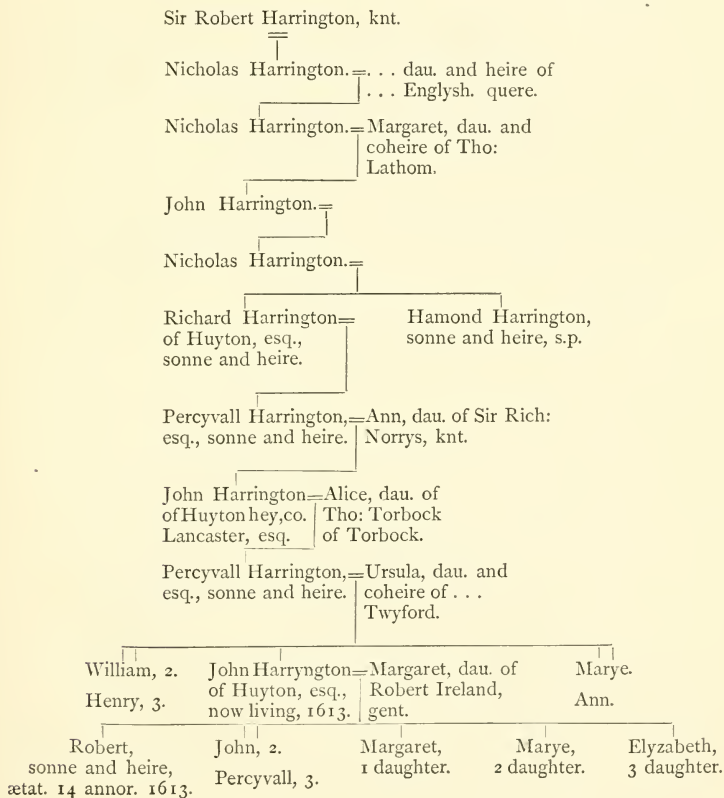 Sir Robert Harrington, knt.
Nicholas Harrington.=. . . dau. and heire of
. . . Englysh. quere.
Nicholas Harrington.=Margaret, dau. and
coheire of Tho:
Lathom.
John Harrington.=
Nicholas Harrington.=
Richard Harrington=
of Huyton, esq.,
sonne and heire.
Hamond Harrington,
sonne and heire, s.p.
Percyvall Harrington,=Ann, dau. of Sir Rich:
esq., sonne and heire. Norrys, knt.
John Harrington=Alice, dau. of
of Huyton hey, co. Tho: Torbock
Lancaster, esq. of Torbock.
Percyvall Harrington,=Ursula, dau. and
esq., sonne and heire. coheire of . . .
Twyford.
William, 2.
Henry, 3.
John Harryngton=Margaret, dau. of
of Huyton, esq., Robert Ireland,
now living, 1613. gent.
Marye.
Ann.
Robert,
sonne and heire,
ætat. 14 annor. 1613.
John, 2.
Percyvall, 3.
Margaret,
1 daughter.
Marye,
2 daughter.
Elyzabeth,
3 daughter.